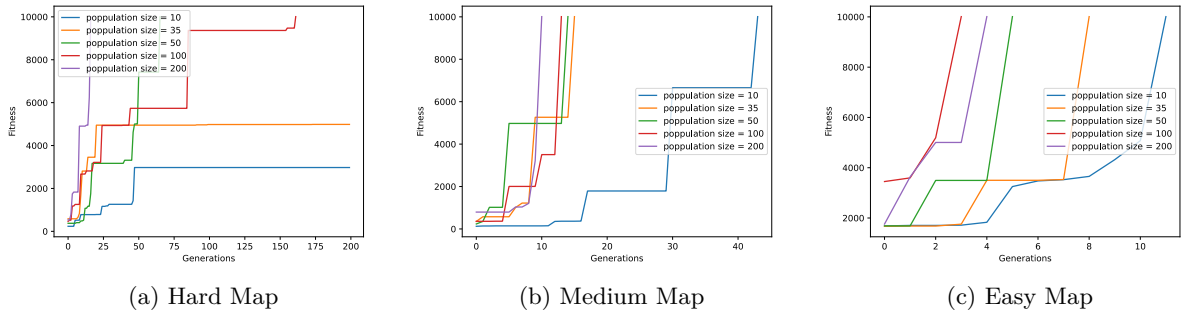 10000
8000
6000
4000
2000
0
Fitness
0 25 50 75 100 125 150 175 200
Generations
poppulation size = 10
poppulation size = 35
poppulation size = 50
poppulation size = 100
poppulation size = 200
(a) Hard Map
10000
8000
6000
4000
2000
0
Fitness
0 10 20 30 40
Generations
poppulation size = 10
poppulation size = 35
poppulation size = 50
poppulation size = 100
poppulation size = 200
(b) Medium Map
10000
8000
6000
4000
2000
Fitness
0 2 4 6 8 10
Generations
poppulation size = 10
poppulation size = 35
poppulation size = 50
poppulation size = 100
poppulation size = 200
(c) Easy Map